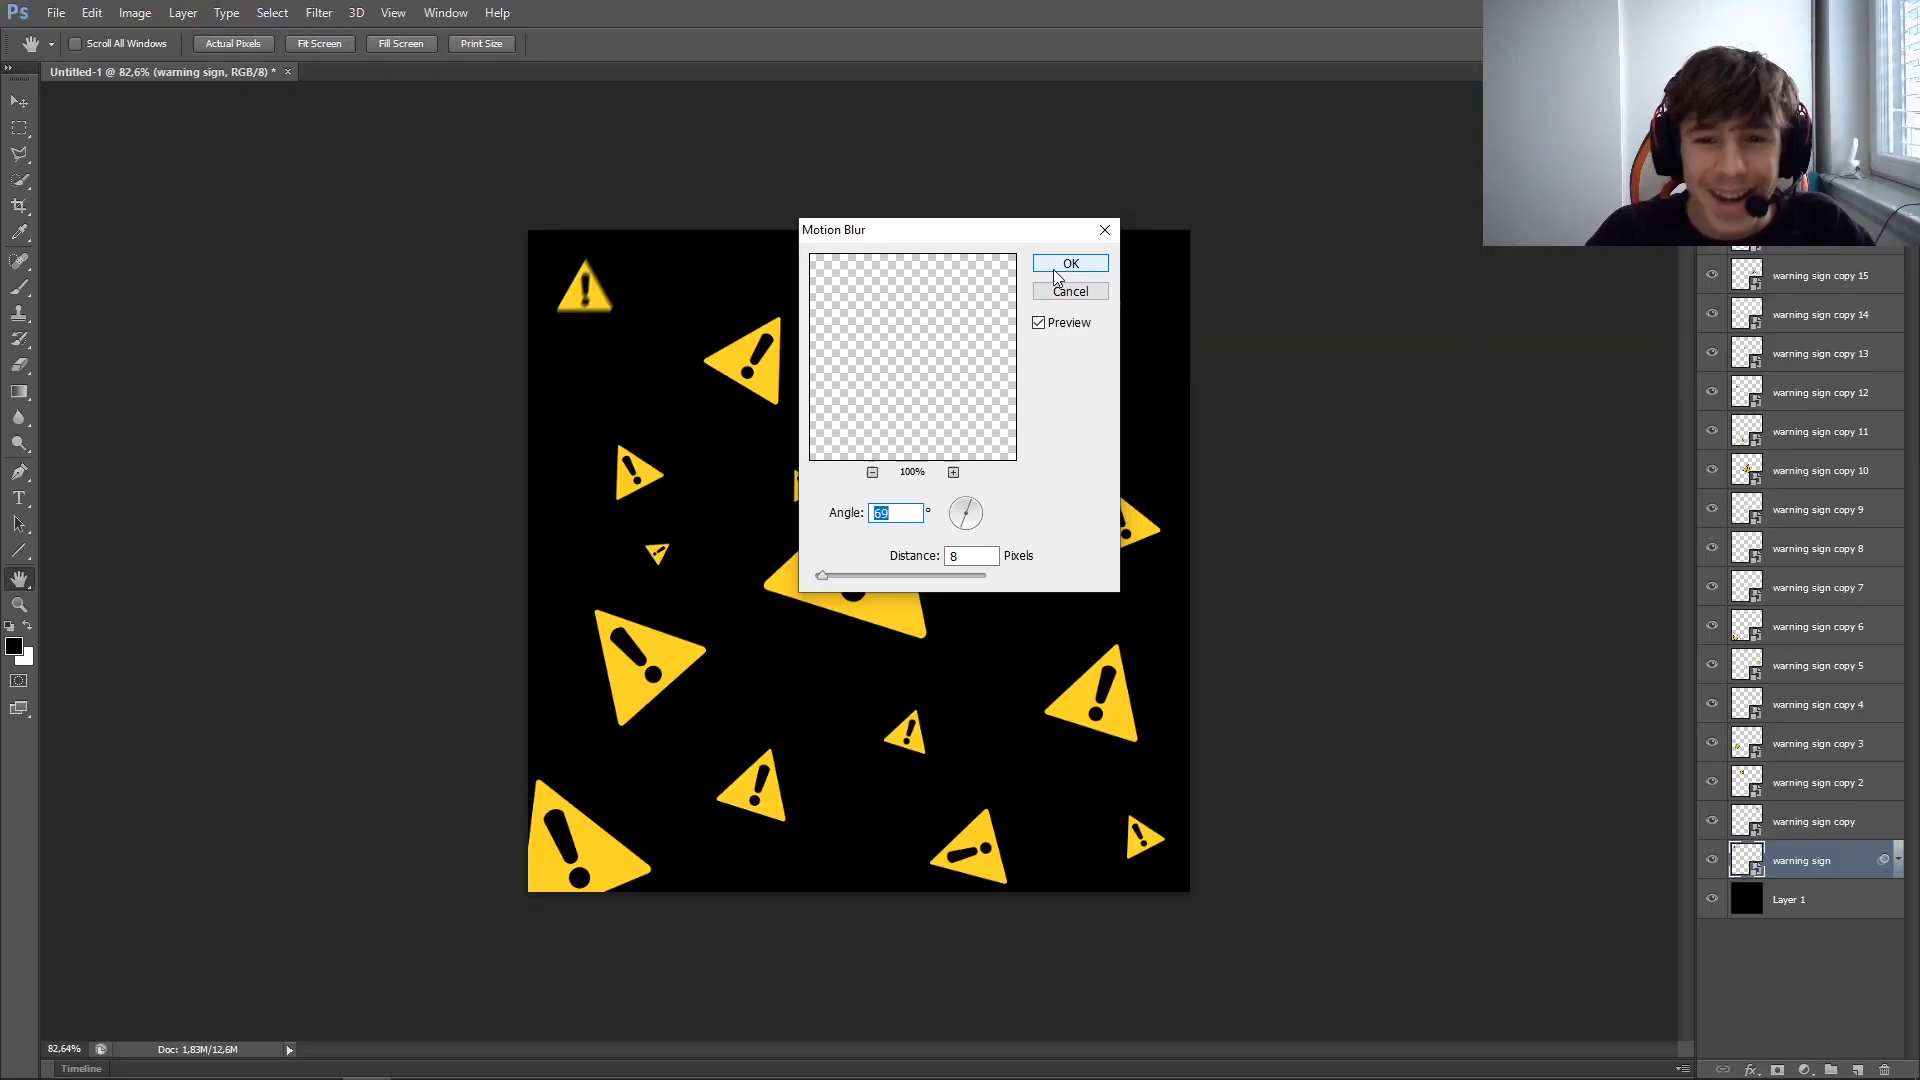 Ps File Edit Image Layer Type Select Filter 3D View Window Help
Scroll All Windows Actual Pixels Fit Screen Fill Screen Print Size
Untitled-1 @ 82,6% (warning sign, RGB/8) * ×
Motion Blur
OK
Cancel
Preview
100%
Angle: 69 °
Distance: 8 Pixels
warning sign copy 15
warning sign copy 14
warning sign copy 13
warning sign copy 12
warning sign copy 11
warning sign copy 10
warning sign copy 9
warning sign copy 8
warning sign copy 7
warning sign copy 6
warning sign copy 5
warning sign copy 4
warning sign copy 3
warning sign copy 2
warning sign copy
warning sign
Layer 1
82,64% Doc: 1,83M/12,6M
Timeline
fx